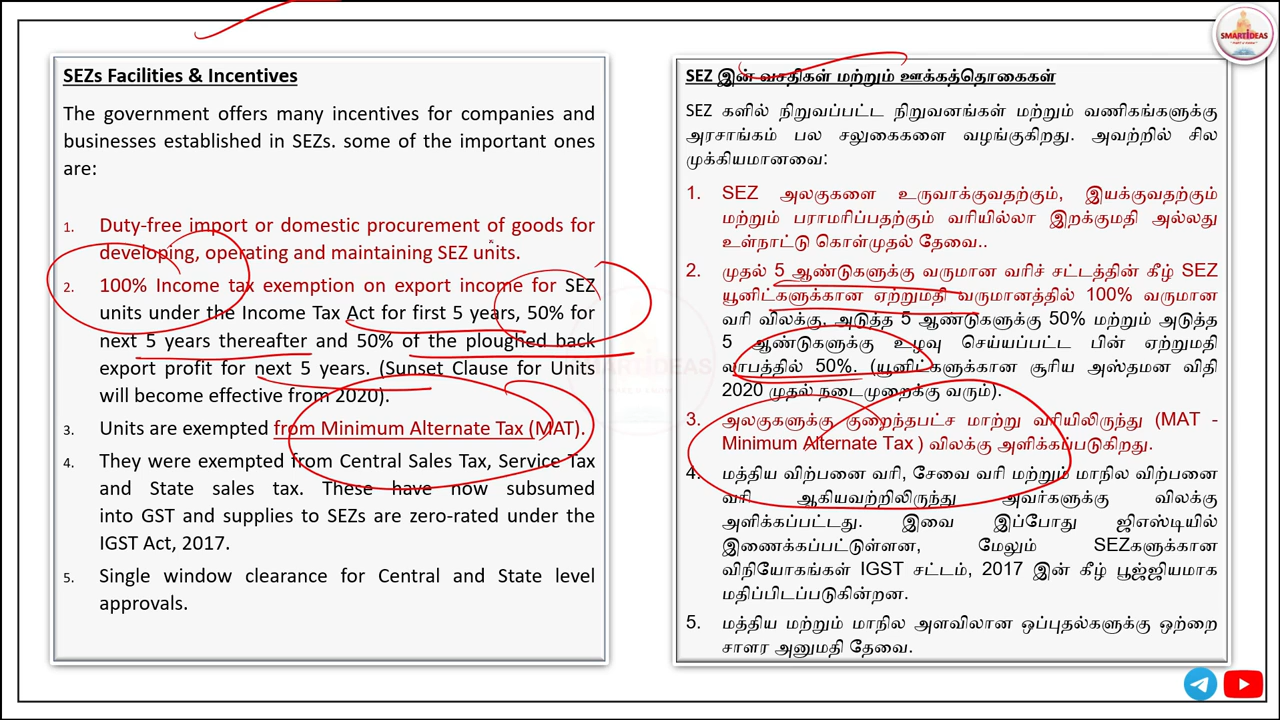 SMARTIDEAS
SEZs Facilities & Incentives
The government offers many incentives for companies and
businesses established in SEZs. some of the important ones
are:
1. Duty-free import or domestic procurement of goods for
developing, operating and maintaining SEZ units.
2. 100% Income tax exemption on export income for SEZ
units under the Income Tax Act for first 5 years, 50% for
next 5 years thereafter and 50% of the ploughed back
export profit for next 5 years. (Sunset Clause for Units
will become effective from 2020).
3. Units are exempted from Minimum Alternate Tax (MAT).
4. They were exempted from Central Sales Tax, Service Tax
and State sales tax. These have now subsumed
into GST and supplies to SEZs are zero-rated under the
IGST Act, 2017.
5. Single window clearance for Central and State level
approvals.
SEZ இன் வசதிகள் மற்றும் ஊக்கத்தொகைகள்
SEZ களில் நிறுவப்பட்ட நிறுவனங்கள் மற்றும் வணிகங்களுக்கு
அரசாங்கம் பல சலுகைகளை வழங்குகிறது. அவற்றில் சில
முக்கியமானவை:
1. SEZ அலகுகளை உருவாக்குவதற்கும், இயக்குவதற்கும்
மற்றும் பராமரிப்பதற்கும் வரியில்லா இறக்குமதி அல்லது
உள்நாட்டு கொள்முதல் தேவை..
2. முதல் 5 ஆண்டுகளுக்கு வருமான வரிச் சட்டத்தின் கீழ் SEZ
யூனிட்களுக்கான ஏற்றுமதி வருமானத்தில் 100% வருமான
வரி விலக்கு. அடுத்த 5 ஆண்டுகளுக்கு 50% மற்றும் அடுத்த
5 ஆண்டுகளுக்கு உழவு செய்யப்பட்ட பின் ஏற்றுமதி
லாபத்தில் 50%. (யூனிட்களுக்கான சூரிய அஸ்தமன விதி
2020 முதல் நடைமுறைக்கு வரும்).
3. அலகுகளுக்கு குறைந்தபட்ச மாற்று வரியிலிருந்து (MAT -
Minimum Alternate Tax ) விலக்கு அளிக்கப்படுகிறது.
4. மத்திய விற்பனை வரி, சேவை வரி மற்றும் மாநில விற்பனை
வரி ஆகியவற்றிலிருந்து அவர்களுக்கு விலக்கு
அளிக்கப்பட்டது. இவை இப்போது ஜிஎஸ்டியில்
இணைக்கப்பட்டுள்ளன, மேலும் SEZகளுக்கான
விநியோகங்கள் IGST சட்டம், 2017 இன் கீழ் பூஜ்ஜியமாக
மதிப்பிடப்படுகின்றன.
5. மத்திய மற்றும் மாநில அளவிலான ஒப்புதல்களுக்கு ஒற்றை
சாளர அனுமதி தேவை.
SMARTIDEAS